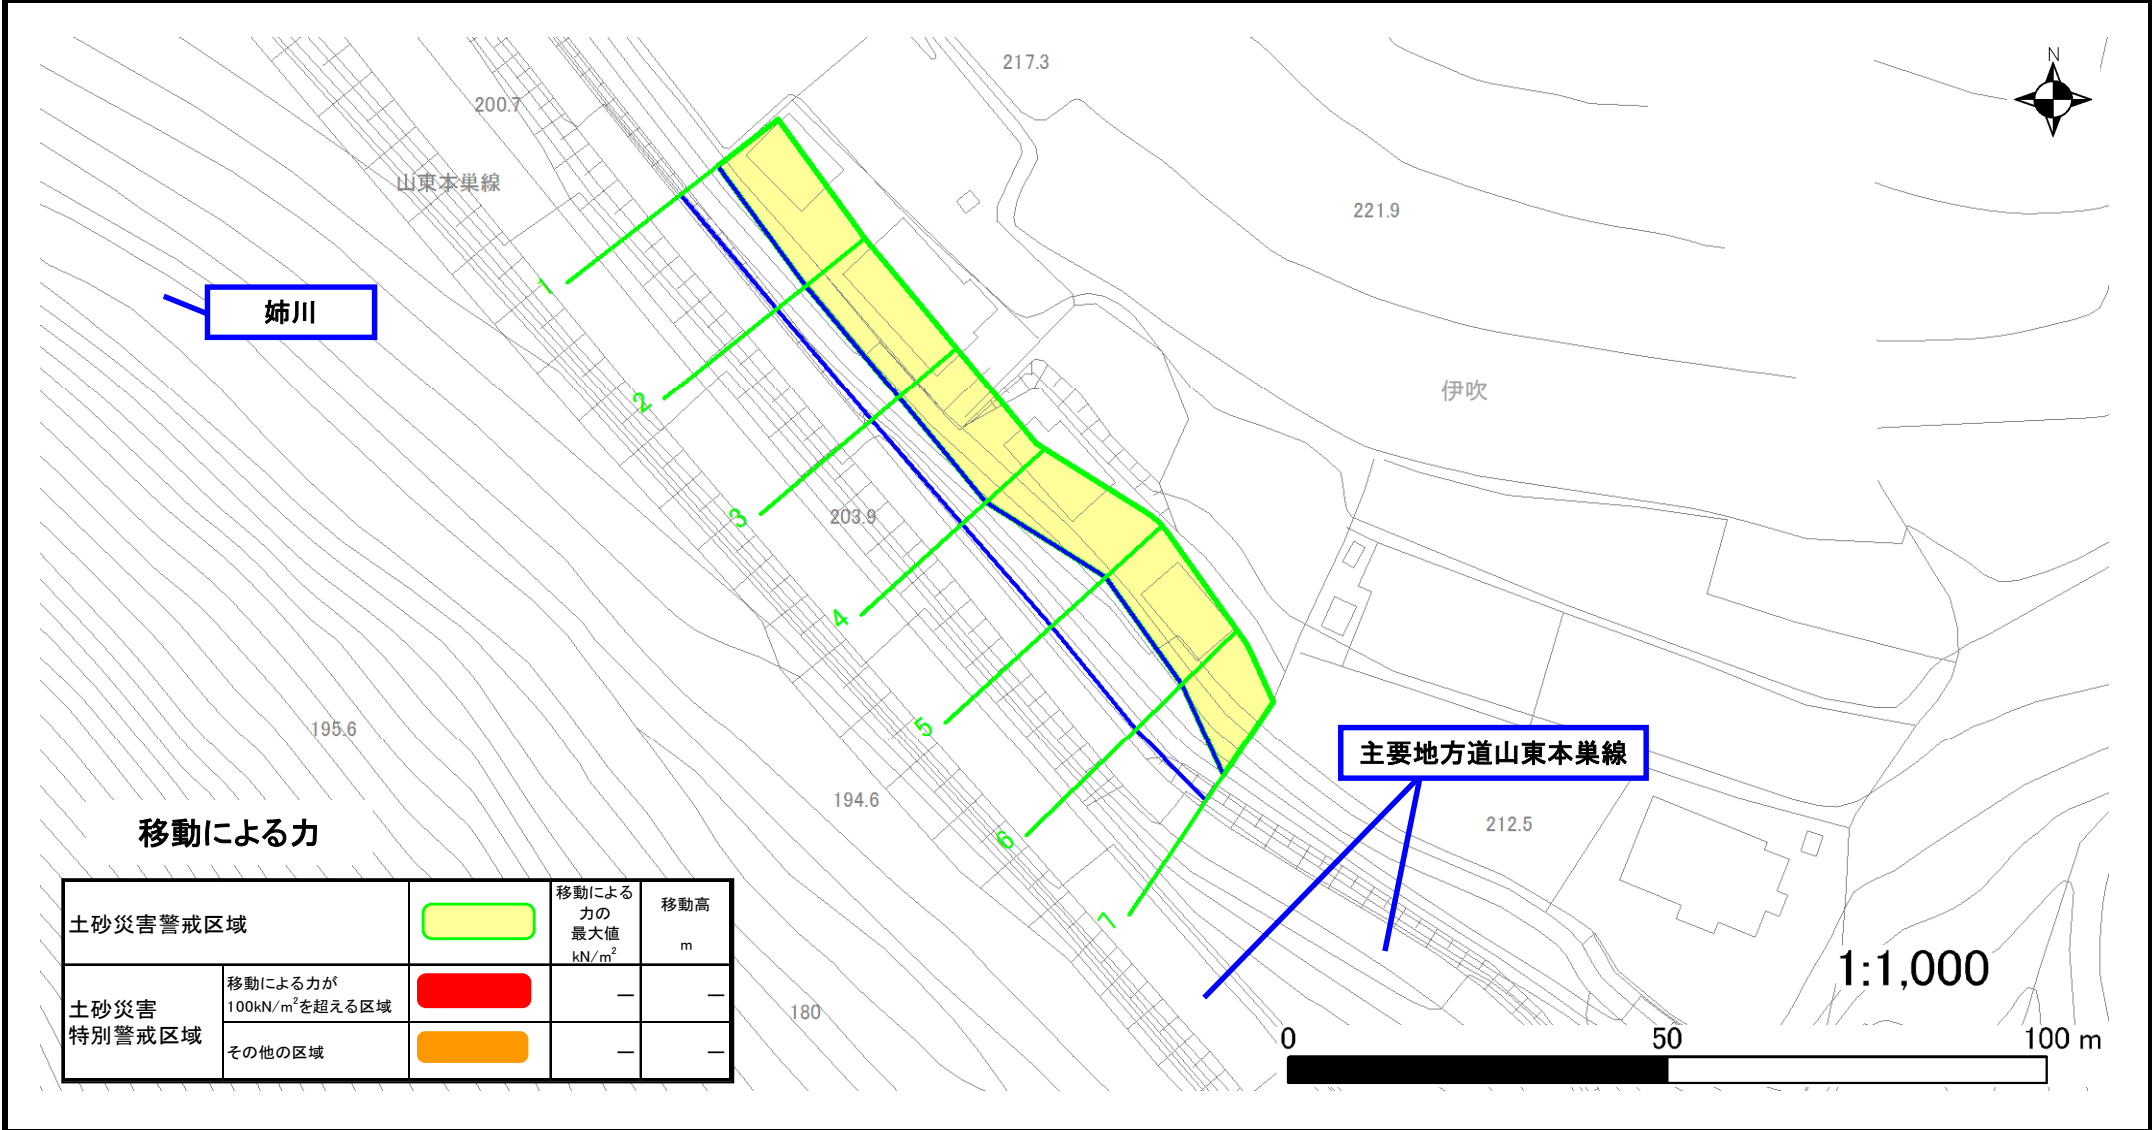 N
217.3
200.7
山東本巣線
221.9
1
姉川
伊吹
2
3
203.9
4
5
195.6
主要地方道山東本巣線
194.6
212.5
6
7
180
1:1,000
0 50 100 m
移動による力
土砂災害警戒区域
移動による
力の
最大値
kN/m²
移動高
m
土砂災害
特別警戒区域
移動による力が
100kN/m²を超える区域
― ―
その他の区域
― ―